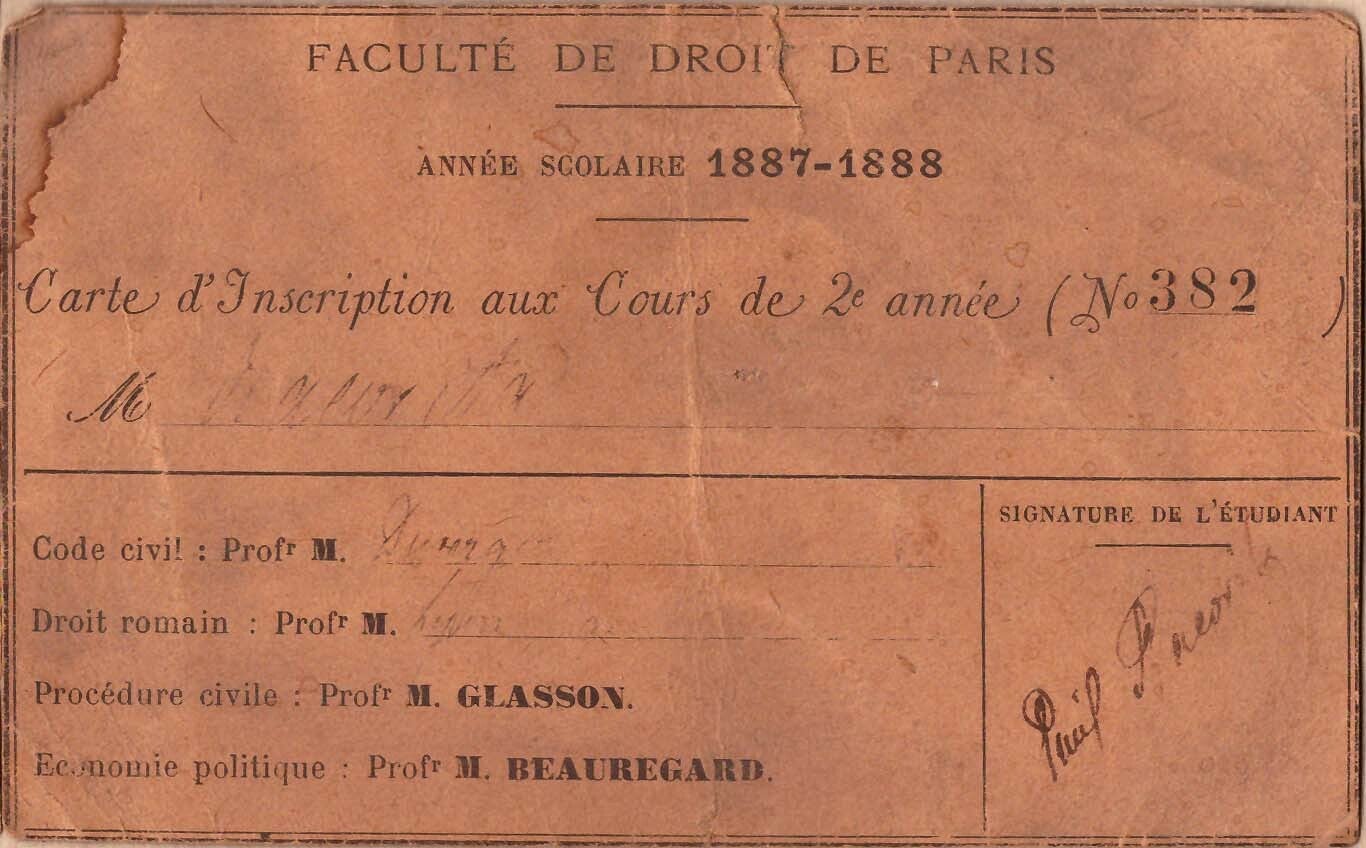 FACULTÉ DE DROIT DE PARIS
ANNÉE SCOLAIRE 1887-1888
Carte d'Inscription aux Cours de 2e année (No 382 )
M
Code civil : Profr M.
Droit romain : Profr M.
Procédure civile : Profr M. GLASSON.
Economie politique : Profr M. BEAUREGARD.
SIGNATURE DE L'ÉTUDIANT